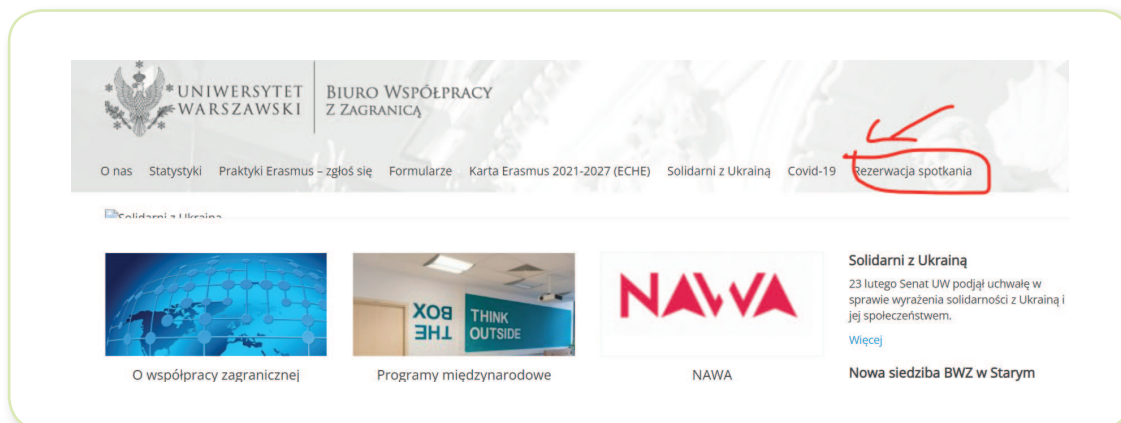 UNIWERSYTET
WARSZAWSKI
BIURO WSPÓŁPRACY
Z ZAGRANICĄ
O nas Statystyki Praktyki Erasmus – zgłoś się Formularze Karta Erasmus 2021-2027 (ECHE) Solidarni z Ukrainą Covid-19 Rezerwacja spotkania
Solidarni z Ukraina
THE BOX
THINK
OUTSIDE
NAWA
O współpracy zagranicznej
Programy międzynarodowe
NAWA
Solidarni z Ukrainą
23 lutego Senat UW podjął uchwałę w
sprawie wyrażenia solidarności z Ukrainą i
jej społeczeństwem.
Więcej
Nowa siedziba BWZ w Starym